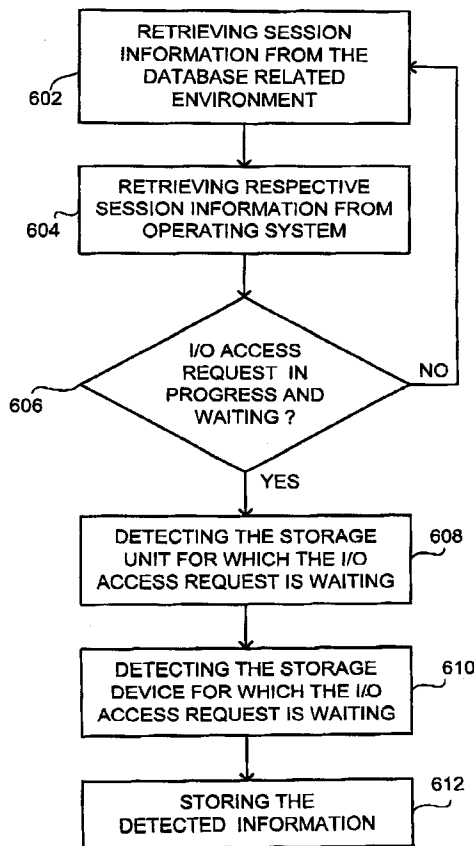 RETRIEVING SESSION
INFORMATION FROM THE
DATABASE RELATED
ENVIRONMENT
602
RETRIEVING RESPECTIVE
SESSION INFORMATION FROM
OPERATING SYSTEM
604
I/O ACCESS
REQUEST IN
PROGRESS AND
WAITING ?
606
NO
YES
DETECTING THE STORAGE
UNIT FOR WHICH THE I/O
ACCESS REQUEST IS WAITING
608
DETECTING THE STORAGE
DEVICE FOR WHICH THE I/O
ACCESS REQUEST IS WAITING
610
STORING THE
DETECTED INFORMATION
612